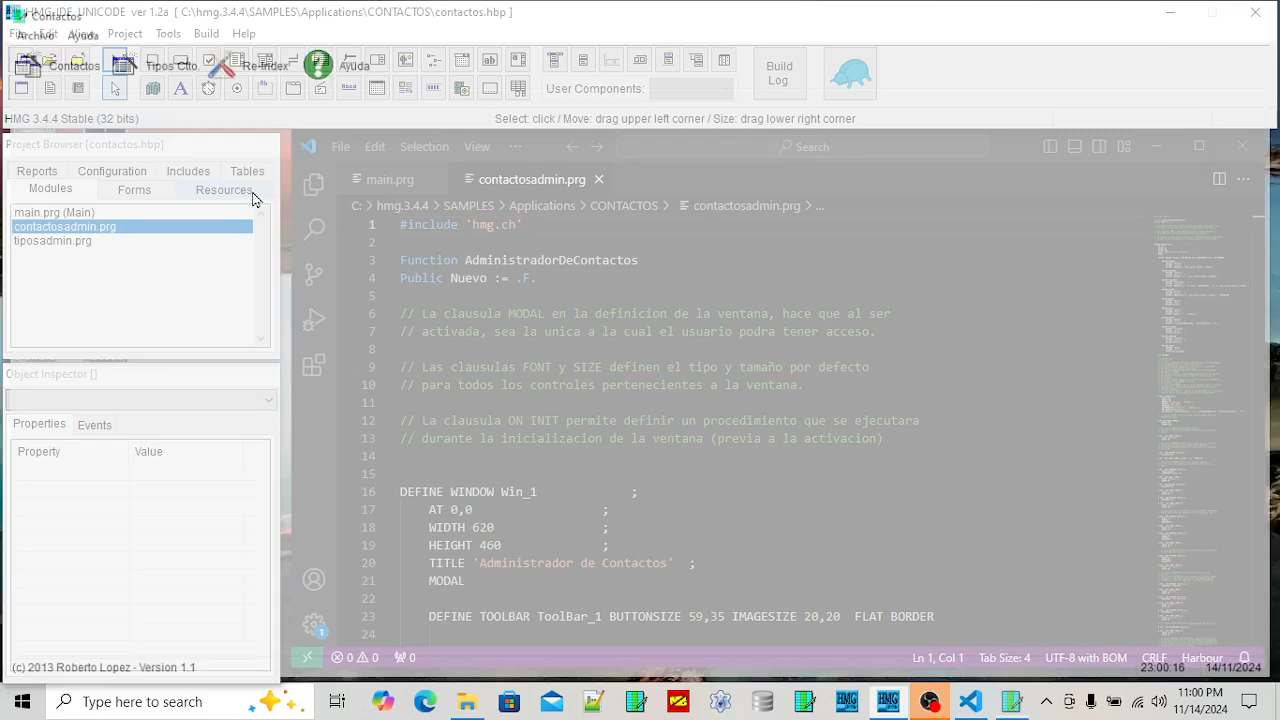 HMG IDE UNICODE ver 1.2a [ C:\hmg.3.4.4\SAMPLES\Applications\CONTACTOS\contactos.hbp ]
Contactos
File Edit View Project Tools Build Help
Archivo Ayuda
Contactos Tipos Cto. Re-Index Ayuda
User Components:
Build
Log
HMG 3.4.4 Stable (32 bits)
Select: click / Move: drag upper left corner / Size: drag lower right corner
Project Browser [contactos.hbp]
Reports Configuration Includes Tables
Modules Forms Resources
main.prg (Main)
contactosadmin.prg
tiposadmin.prg
Object Inspector []
Properties Events
Property Value
(c) 2013 Roberto Lopez - Version 1.1
File Edit Selection View ··· Search
main.prg contactosadmin.prg
C: > hmg.3.4.4 > SAMPLES > Applications > CONTACTOS > contactosadmin.prg > ...
1 #include 'hmg.ch'
2
3 Function AdministradorDeContactos
4 Public Nuevo := .F.
5
6 // La clausula MODAL en la definicion de la ventana, hace que al ser
7 // activada, sea la unica a la cual el usuario podra tener acceso.
8
9 // Las clausulas FONT y SIZE definen el tipo y tamaño por defecto
10 // para todos los controles pertenecientes a la ventana.
11
12 // La clausula ON INIT permite definir un procedimiento que se ejecutara
13 // durante la inicializacion de la ventana (previa a la activacion)
14
15
16 DEFINE WINDOW Win_1 ;
17 AT 0,0 ;
18 WIDTH 620 ;
19 HEIGHT 460 ;
20 TITLE 'Administrador de Contactos' ;
21 MODAL
22
23 DEFINE TOOLBAR ToolBar_1 BUTTONSIZE 59,35 IMAGESIZE 20,20 FLAT BORDER
24
0 0 0 Ln 1, Col 1 Tab Size: 4 UTF-8 with BOM CRLF Harbour
23:00:16 14/11/2024
Type here to search
11:00 PM
11/14/2024